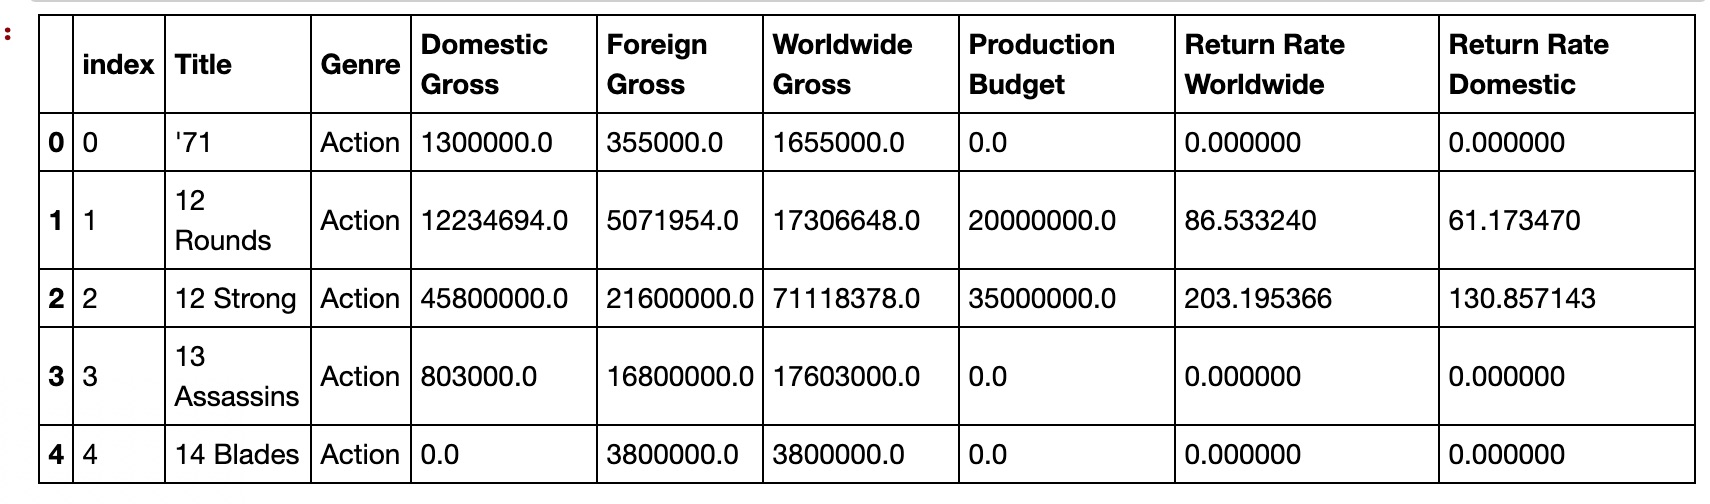 :
index Title Genre Domestic Gross Foreign Gross Worldwide Gross Production Budget Return Rate Worldwide Return Rate Domestic
0 0 '71 Action 1300000.0 355000.0 1655000.0 0.0 0.000000 0.000000
1 1 12 Rounds Action 12234694.0 5071954.0 17306648.0 20000000.0 86.533240 61.173470
2 2 12 Strong Action 45800000.0 21600000.0 71118378.0 35000000.0 203.195366 130.857143
3 3 13 Assassins Action 803000.0 16800000.0 17603000.0 0.0 0.000000 0.000000
4 4 14 Blades Action 0.0 3800000.0 3800000.0 0.0 0.000000 0.000000